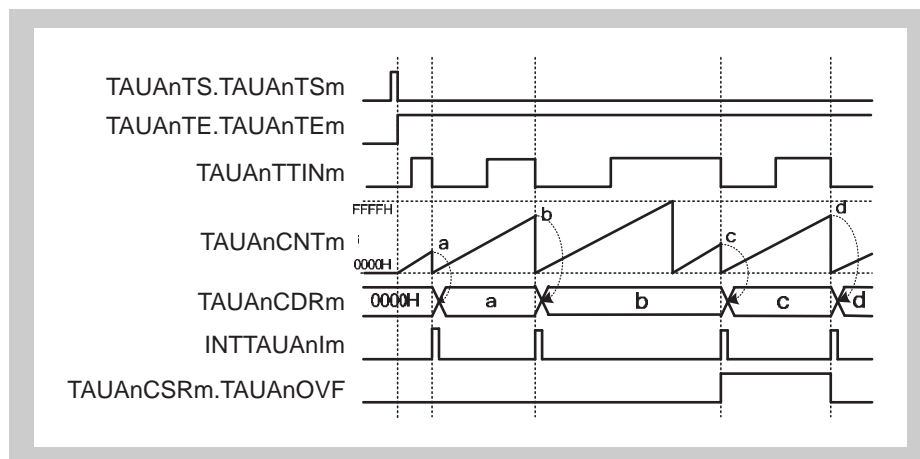 TAUAnTS.TAUAnTSm
TAUAnTE.TAUAnTEm
TAUAnTTINm
FFFFH
TAUAnCNTm
0000H
a
b
c
d
TAUAnCDRm
0000H a b c d
INTTAUAnIm
TAUAnCSRm.TAUAnOVF